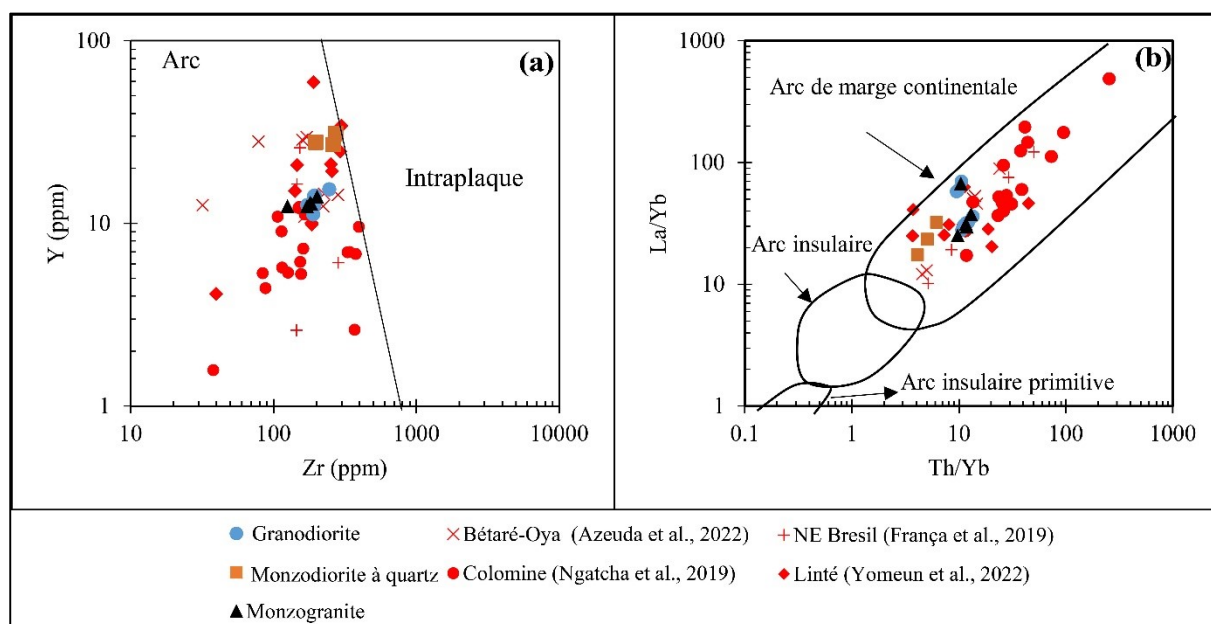 Arc
(a)
Intraplaque
100
10
1
Y (ppm)
10
100
1000
10000
Zr (ppm)
(b)
Arc de marge continentale
Arc insulaire
Arc insulaire primitive
1000
100
10
1
La/Yb
0.1
1
10
100
1000
Th/Yb
Granodiorite
Bétaré-Oya (Azeuda et al., 2022)
NE Bresil (França et al., 2019)
Monzodiorite à quartz
Colomine (Ngatcha et al., 2019)
Linté (Yomeun et al., 2022)
Monzogranite